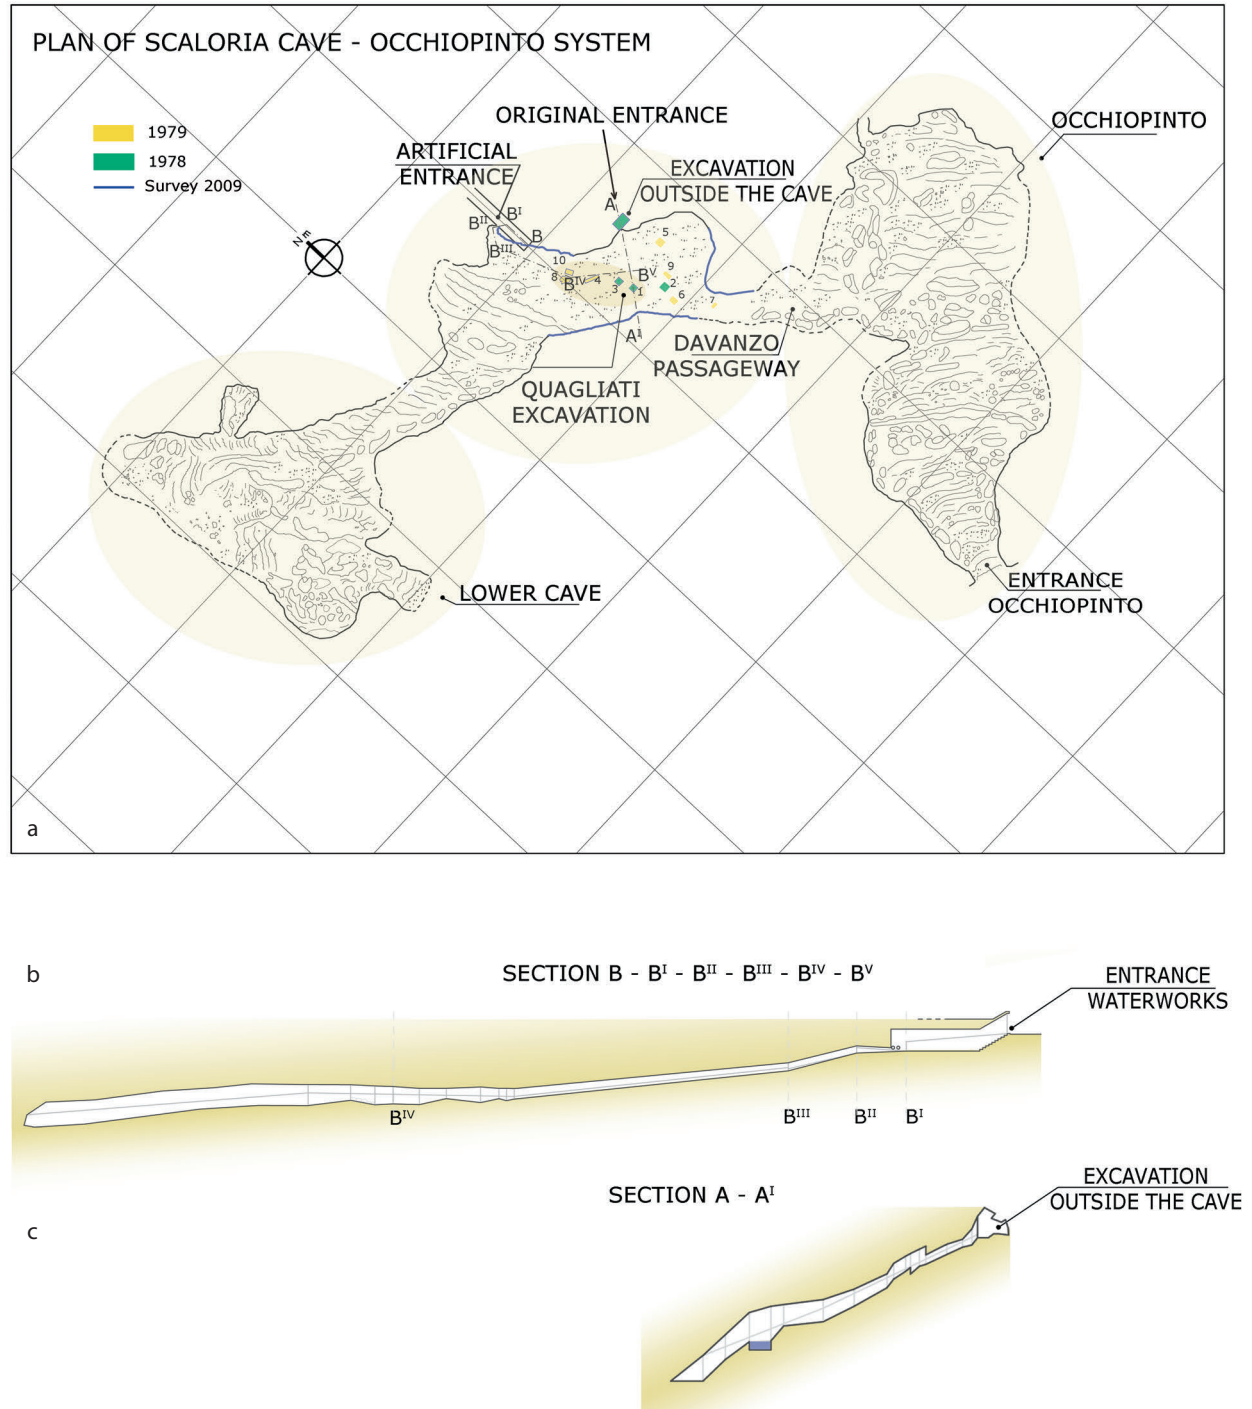 PLAN OF SCALORIA CAVE - OCCHIOPINTO SYSTEM
1979
1978
Survey 2009
N E
ORIGINAL ENTRANCE
ARTIFICIAL
ENTRANCE
EXCAVATION
OUTSIDE THE CAVE
OCCHIOPINTO
A
Bᴵ
Bᴵᴵ
B
Bᴵᴵᴵ
5
10
8
Bᴵⱽ
4
3
Bⱽ
1
9
2
6
7
Aᴵ
DAVANZO
PASSAGEWAY
QUAGLIATI
EXCAVATION
LOWER CAVE
ENTRANCE
OCCHIOPINTO
a
b
SECTION B - Bᴵ - Bᴵᴵ - Bᴵᴵᴵ - Bᴵⱽ - Bⱽ
ENTRANCE
WATERWORKS
Bᴵⱽ
Bᴵᴵᴵ
Bᴵᴵ
Bᴵ
SECTION A - Aᴵ
c
EXCAVATION
OUTSIDE THE CAVE